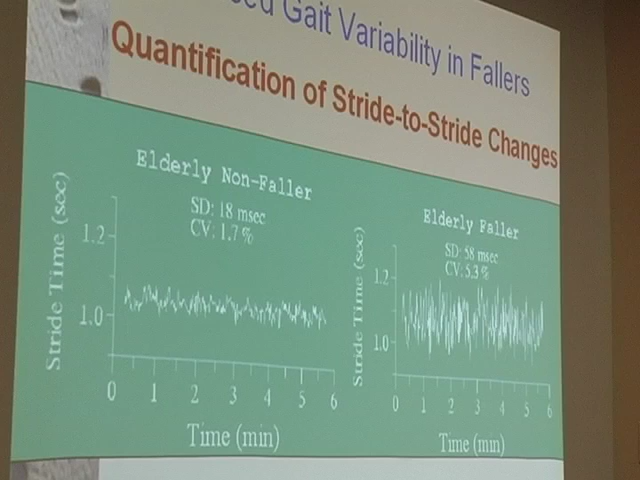 Gait Variability in Fallers
Quantification of Stride-to-Stride Changes
Elderly Non-Faller
SD: 18 msec
CV: 1.7 %
Stride Time (sec)
1.2
1.0
0 1 2 3 4 5 6
Time (min)
Elderly Faller
SD: 58 msec
CV: 5.3 %
Stride Time (sec)
1.2
1.0
0 1 2 3 4 5 6
Time (min)